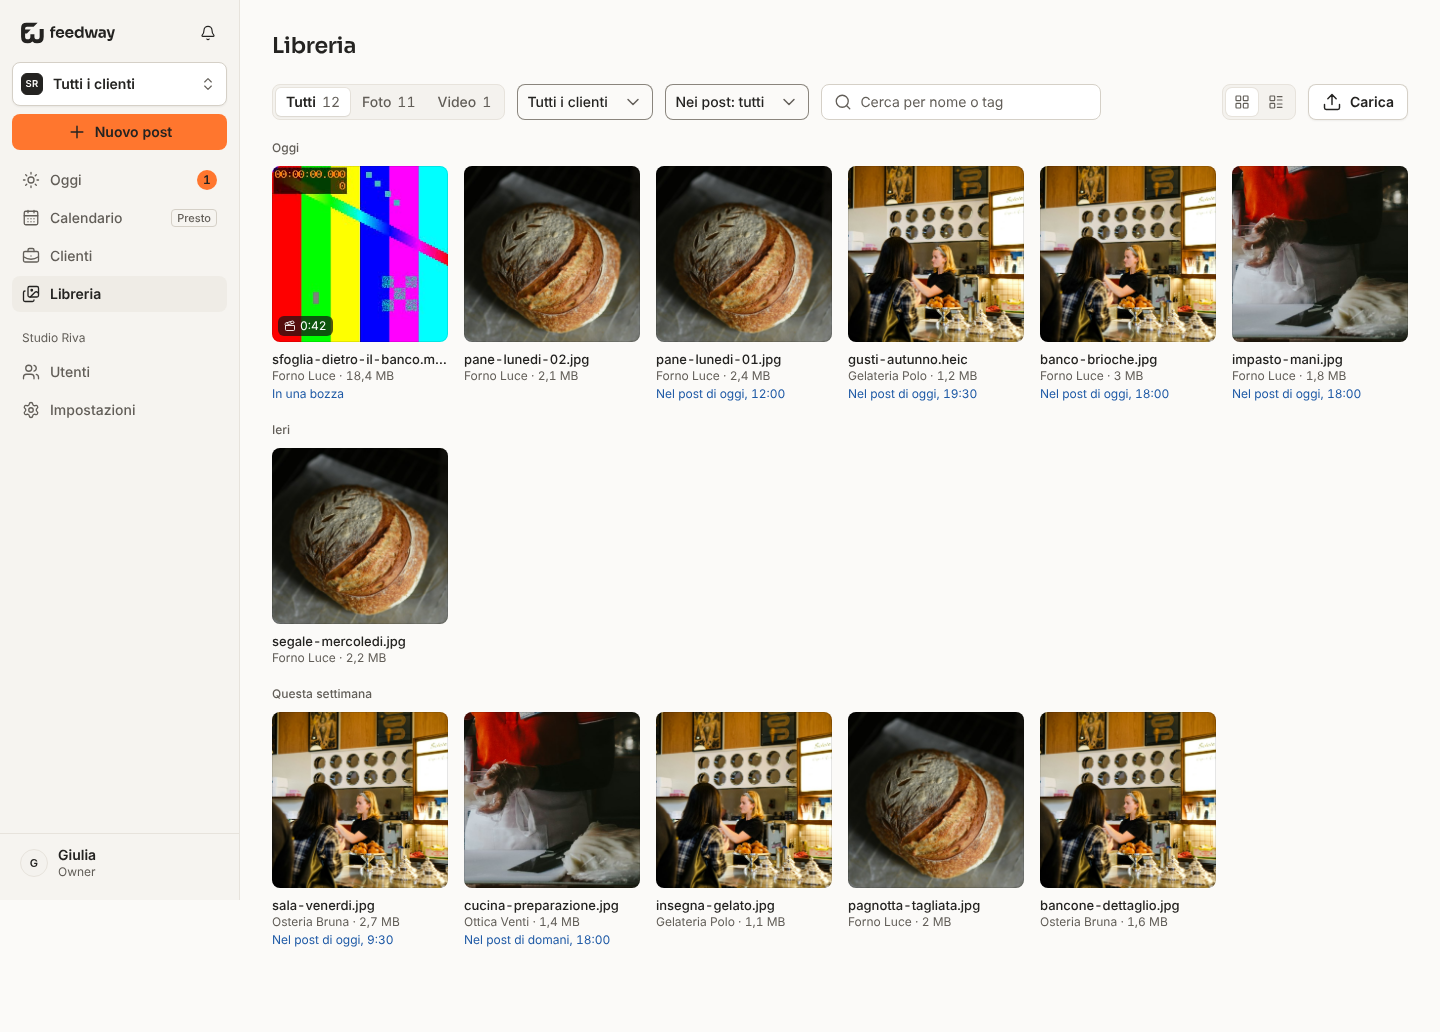 feedway
SR Tutti i clienti
Nuovo post
Oggi 1
Calendario Presto
Clienti
Libreria
Studio Riva
Utenti
Impostazioni
G
Giulia
Owner
Libreria
Tutti 12 Foto 11 Video 1
Tutti i clienti
Nei post: tutti
Cerca per nome o tag
Carica
Oggi
00:00:00.000
0
0:42
sfoglia-dietro-il-banco.m...
Forno Luce · 18,4 MB
In una bozza
pane-lunedi-02.jpg
Forno Luce · 2,1 MB
pane-lunedi-01.jpg
Forno Luce · 2,4 MB
Nel post di oggi, 12:00
gusti-autunno.heic
Gelateria Polo · 1,2 MB
Nel post di oggi, 19:30
banco-brioche.jpg
Forno Luce · 3 MB
Nel post di oggi, 18:00
impasto-mani.jpg
Forno Luce · 1,8 MB
Nel post di oggi, 18:00
Ieri
segale-mercoledi.jpg
Forno Luce · 2,2 MB
Questa settimana
sala-venerdi.jpg
Osteria Bruna · 2,7 MB
Nel post di oggi, 9:30
cucina-preparazione.jpg
Ottica Venti · 1,4 MB
Nel post di domani, 18:00
insegna-gelato.jpg
Gelateria Polo · 1,1 MB
pagnotta-tagliata.jpg
Forno Luce · 2 MB
bancone-dettaglio.jpg
Osteria Bruna · 1,6 MB